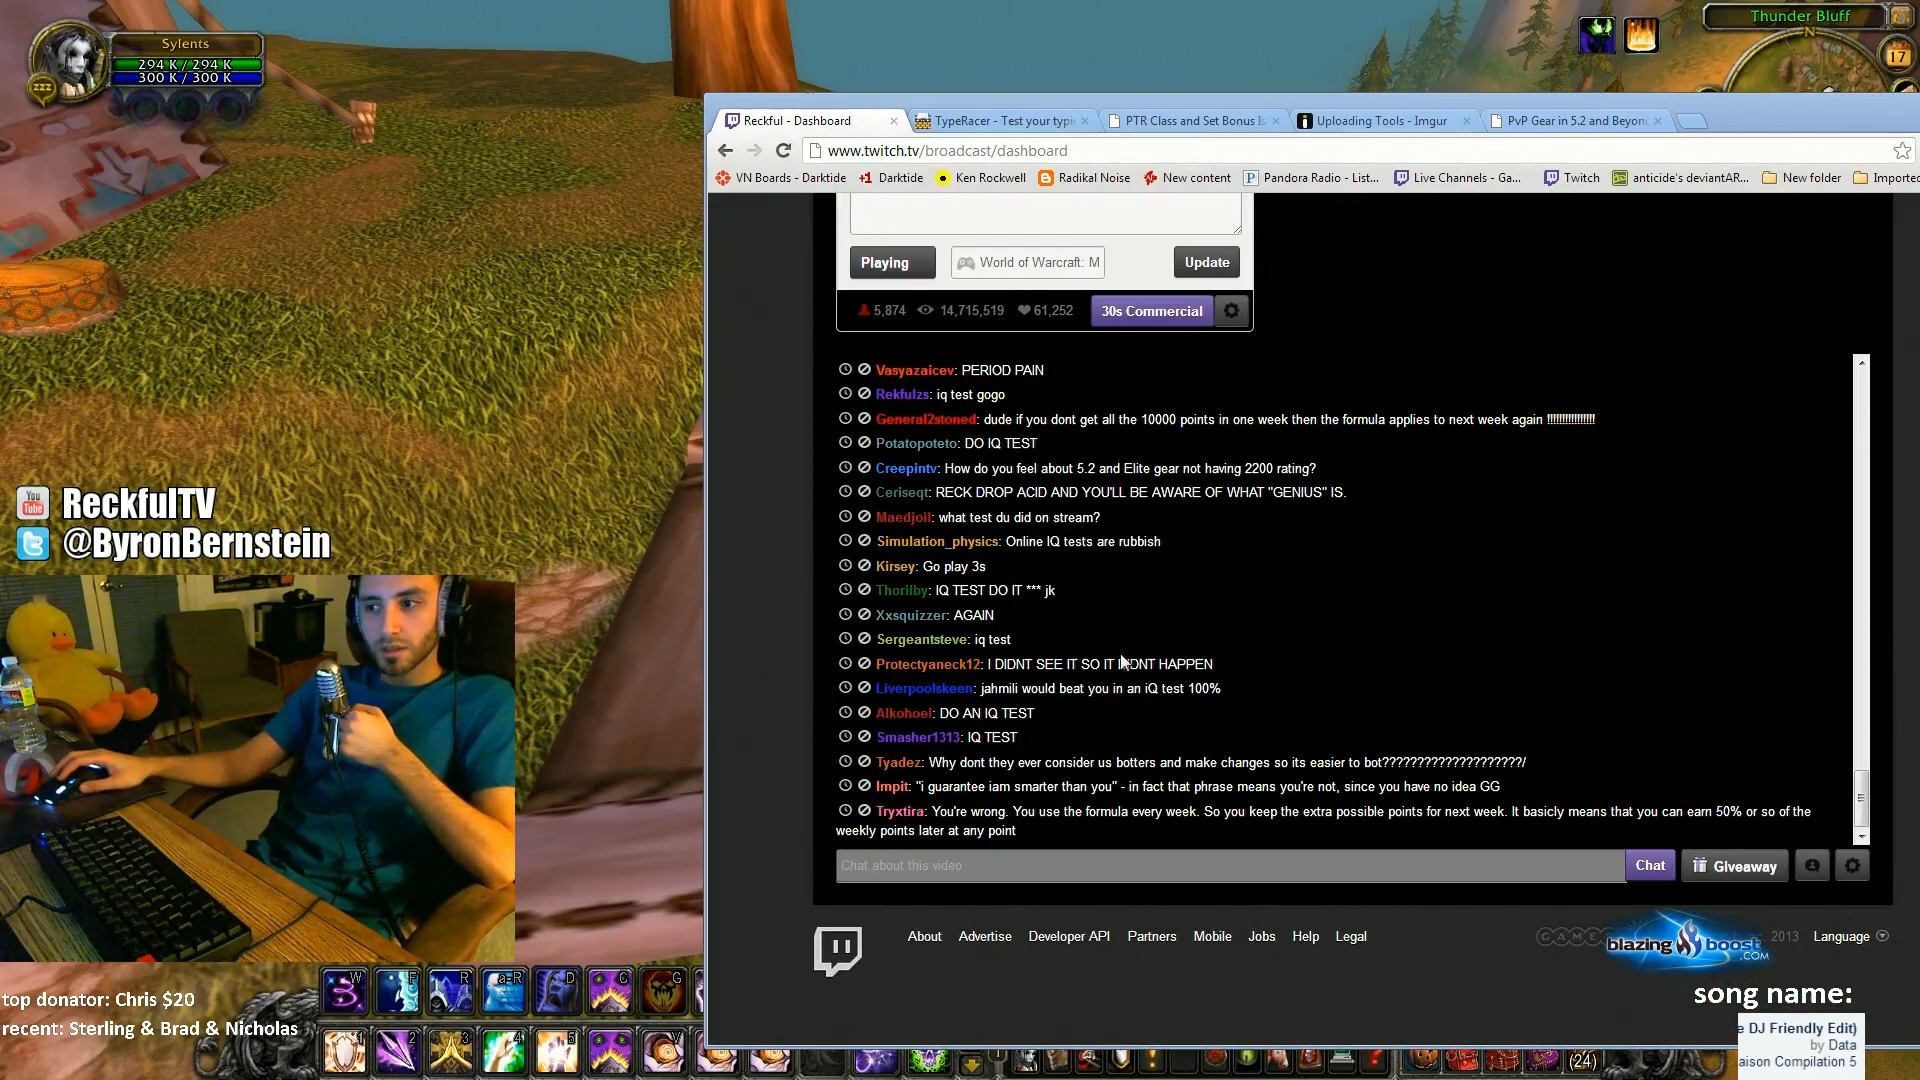 Sylents
294 K / 294 K
300 K / 300 K
zzz
Thunder Bluff
N
17
Reckful - Dashboard
TypeRacer - Test your typi
PTR Class and Set Bonus Is
Uploading Tools - Imgur
PvP Gear in 5.2 and Beyon
www.twitch.tv/broadcast/dashboard
VN Boards - Darktide
+1 Darktide
Ken Rockwell
Radikal Noise
New content
Pandora Radio - List...
Live Channels - Ga...
Twitch
anticide's deviantAR...
New folder
Imported
Playing
World of Warcraft: M
Update
5,874
14,715,519
61,252
30s Commercial
Vasyazaicev: PERIOD PAIN
Rekfulzs: iq test gogo
General2stoned: dude if you dont get all the 10000 points in one week then the formula applies to next week again !!!!!!!!!!!!!!!!
Potatopoteto: DO IQ TEST
Creepintv: How do you feel about 5.2 and Elite gear not having 2200 rating?
Ceriseqt: RECK DROP ACID AND YOU'LL BE AWARE OF WHAT "GENIUS" IS.
Maedjoil: what test du did on stream?
Simulation_physics: Online IQ tests are rubbish
Kirsey: Go play 3s
Thorilby: IQ TEST DO IT *** jk
Xxsquizzer: AGAIN
Sergeantsteve: iq test
Protectyaneck12: I DIDNT SEE IT SO IT DIDNT HAPPEN
Liverpoolskeen: jahmili would beat you in an iQ test 100%
Alkohoel: DO AN IQ TEST
Smasher1313: IQ TEST
Tyadez: Why dont they ever consider us botters and make changes so its easier to bot????????????????????/
Impit: "i guarantee iam smarter than you" - in fact that phrase means you're not, since you have no idea GG
Tryxtira: You're wrong. You use the formula every week. So you keep the extra possible points for next week. It basicly means that you can earn 50% or so of the
weekly points later at any point
Chat about this video
Chat
Giveaway
About
Advertise
Developer API
Partners
Mobile
Jobs
Help
Legal
GAME
blazing boost
.COM
2013
Language
You
Tube
ReckfulTV
@ByronBernstein
top donator: Chris $20
recent: Sterling & Brad & Nicholas
W
F
R
a-R
D
C
G
1
2
3
4
5
V
(24)
song name:
e DJ Friendly Edit)
by Data
aison Compilation 5